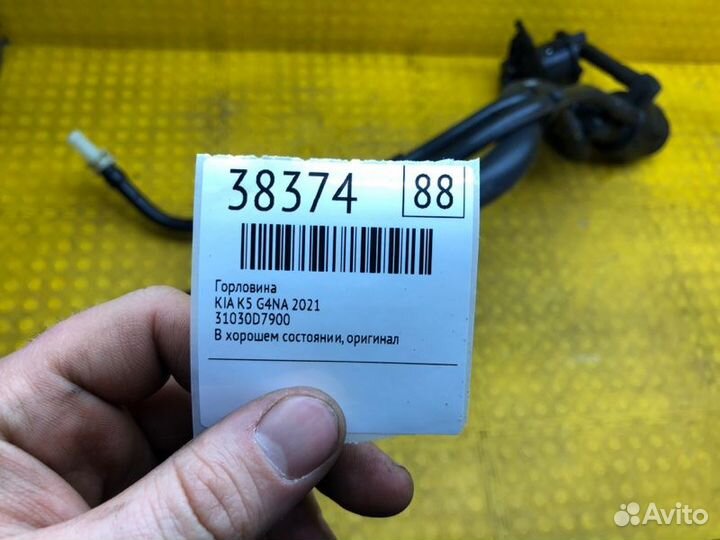 38374 88
Горловина
KIA K5 G4NA 2021
31030D7900
В хорошем состоянии, оригинал
Avito